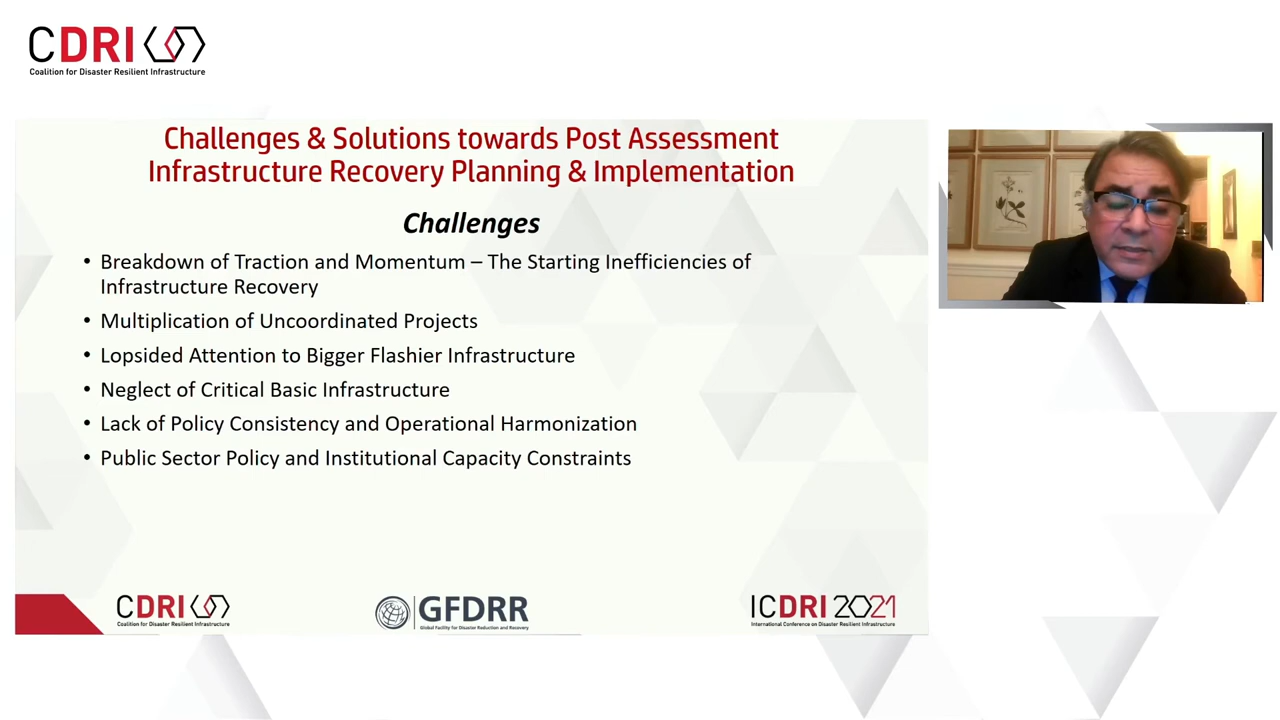 CDRI
Coalition for Disaster Resilient Infrastructure
Challenges & Solutions towards Post Assessment
Infrastructure Recovery Planning & Implementation
Challenges
• Breakdown of Traction and Momentum – The Starting Inefficiencies of
Infrastructure Recovery
• Multiplication of Uncoordinated Projects
• Lopsided Attention to Bigger Flashier Infrastructure
• Neglect of Critical Basic Infrastructure
• Lack of Policy Consistency and Operational Harmonization
• Public Sector Policy and Institutional Capacity Constraints
CDRI
Coalition for Disaster Resilient Infrastructure
GFDRR
Global Facility for Disaster Reduction and Recovery
ICDRI 2021
International Conference on Disaster Resilient Infrastructure